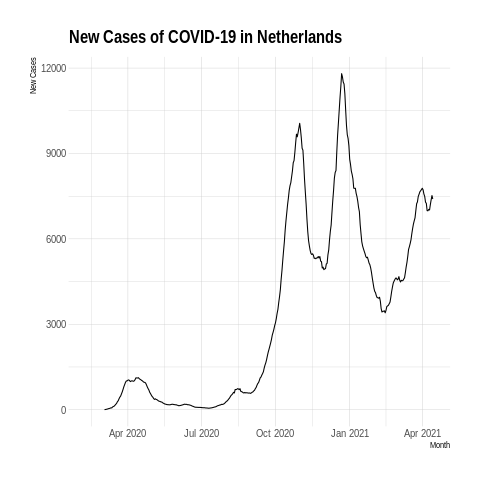 New Cases of COVID-19 in Netherlands
New Cases
12000
9000
6000
3000
0
Apr 2020 Jul 2020 Oct 2020 Jan 2021 Apr 2021
Month